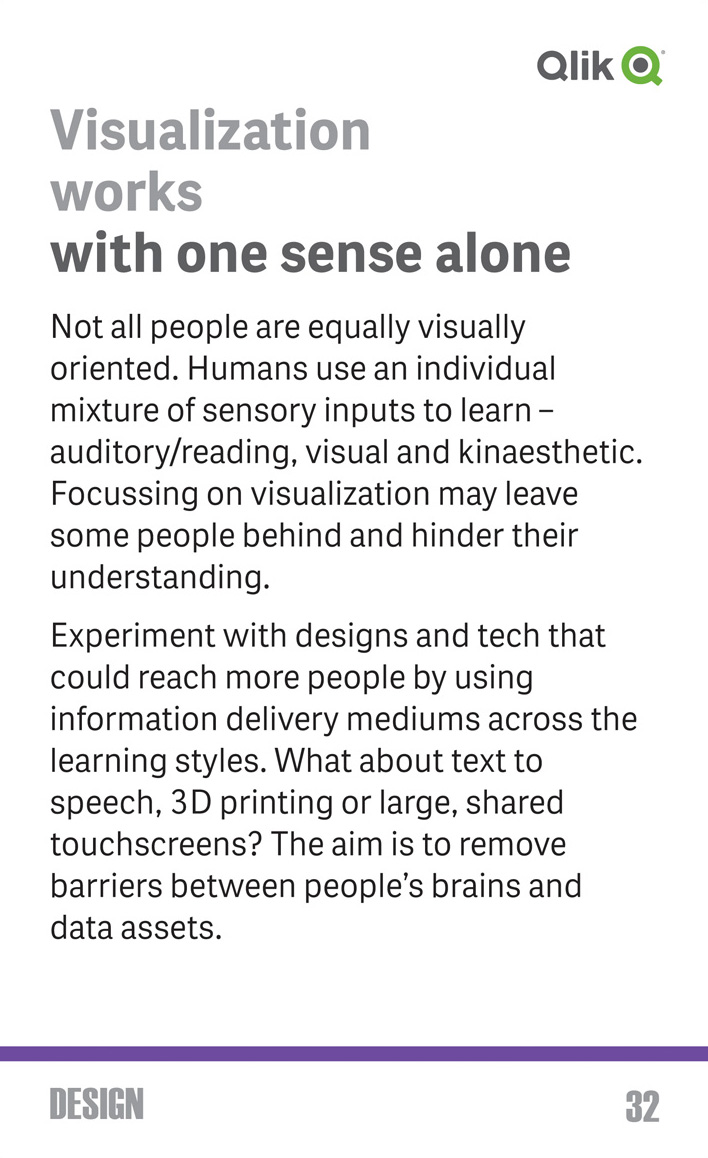 Qlik
Visualization
works
with one sense alone
Not all people are equally visually
oriented. Humans use an individual
mixture of sensory inputs to learn –
auditory/reading, visual and kinaesthetic.
Focussing on visualization may leave
some people behind and hinder their
understanding.
Experiment with designs and tech that
could reach more people by using
information delivery mediums across the
learning styles. What about text to
speech, 3D printing or large, shared
touchscreens? The aim is to remove
barriers between people’s brains and
data assets.
DESIGN 32